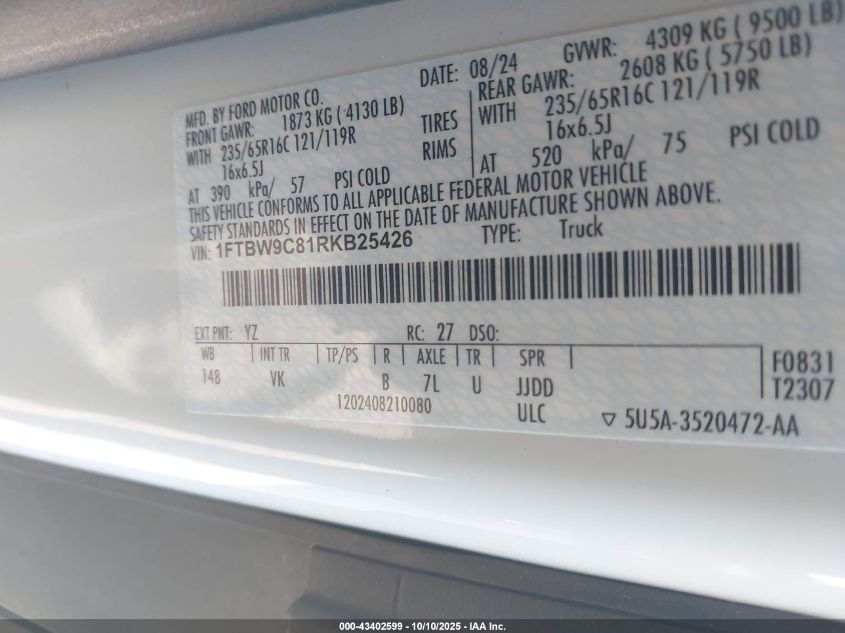 MFD. BY FORD MOTOR CO.
DATE: 08/24
GVWR: 4309 KG ( 9500 LB)
FRONT GAWR: 1873 KG ( 4130 LB)
REAR GAWR: 2608 KG ( 5750 LB)
WITH 235/65R16C 121/119R TIRES
WITH 235/65R16C 121/119R
16x6.5J RIMS
16x6.5J
AT 390 kPa/ 57 PSI COLD
AT 520 kPa/ 75 PSI COLD
THIS VEHICLE CONFORMS TO ALL APPLICABLE FEDERAL MOTOR VEHICLE
SAFETY STANDARDS IN EFFECT ON THE DATE OF MANUFACTURE SHOWN ABOVE.
VIN: 1FTBW9C81RKB25426 TYPE: Truck
EXT PNT: YZ RC: 27 DSO:
WB INT TR TP/PS R AXLE TR SPR
148 VK B 7L U JJDD
F0831
T2307
1202408210080 ULC
5U5A-3520472-AA
000-43402599 - 10/10/2025 - IAA Inc.